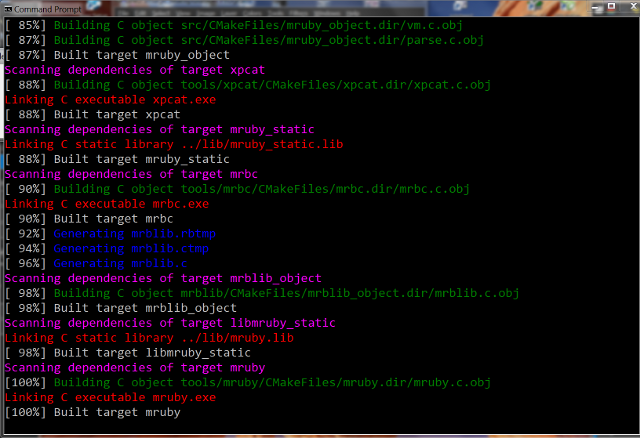 Command Prompt
[ 85%] Building C object src/CMakeFiles/mruby_object.dir/vm.c.obj
[ 87%] Building C object src/CMakeFiles/mruby_object.dir/parse.c.obj
[ 87%] Built target mruby_object
Scanning dependencies of target xpcat
[ 88%] Building C object tools/xpcat/CMakeFiles/xpcat.dir/xpcat.c.obj
Linking C executable xpcat.exe
[ 88%] Built target xpcat
Scanning dependencies of target mruby_static
Linking C static library ../lib/mruby_static.lib
[ 88%] Built target mruby_static
Scanning dependencies of target mrbc
[ 90%] Building C object tools/mrbc/CMakeFiles/mrbc.dir/mrbc.c.obj
Linking C executable mrbc.exe
[ 90%] Built target mrbc
[ 92%] Generating mrblib.rbtmp
[ 94%] Generating mrblib.ctmp
[ 96%] Generating mrblib.c
Scanning dependencies of target mrblib_object
[ 98%] Building C object mrblib/CMakeFiles/mrblib_object.dir/mrblib.c.obj
[ 98%] Built target mrblib_object
Scanning dependencies of target libmruby_static
Linking C static library ../lib/mruby.lib
[ 98%] Built target libmruby_static
Scanning dependencies of target mruby
[100%] Building C object tools/mruby/CMakeFiles/mruby.dir/mruby.c.obj
Linking C executable mruby.exe
[100%] Built target mruby